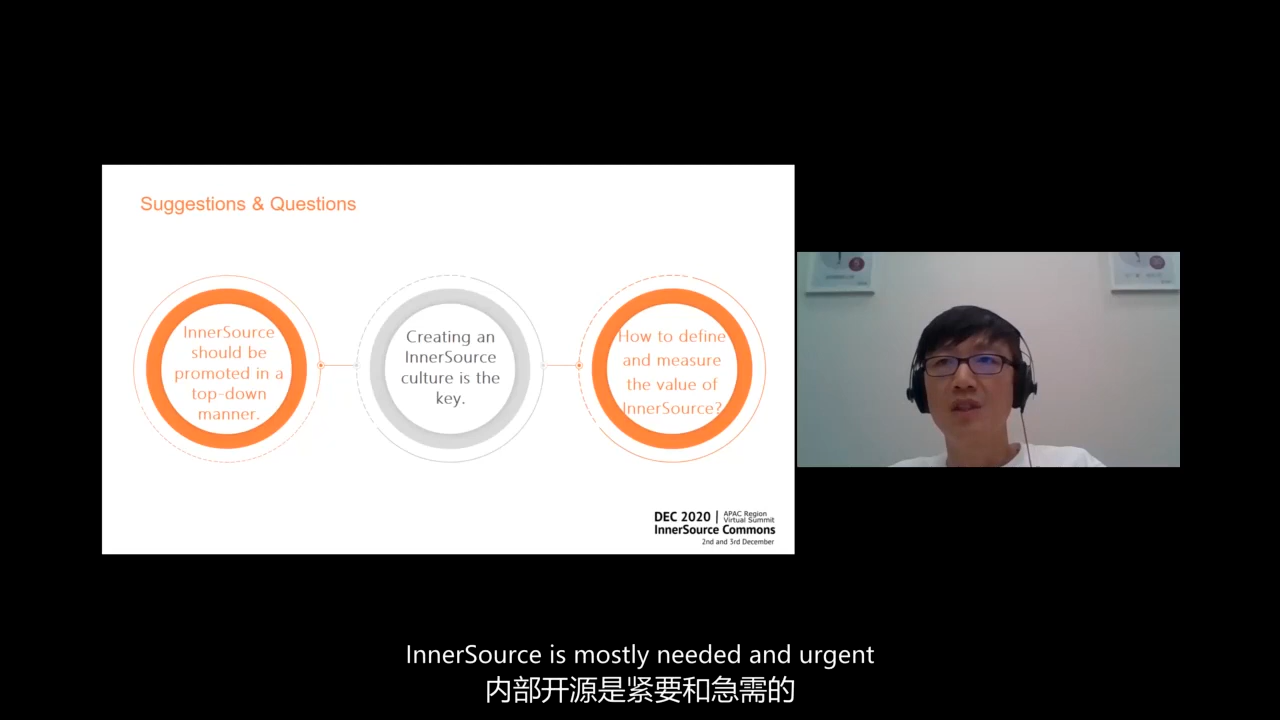 Suggestions & Questions
InnerSource
should be
promoted in a
top-down
manner.
Creating an
InnerSource
culture is the
key.
How to define
and measure
the value of
InnerSource?
DEC 2020 | APAC Region
Virtual Summit
InnerSource Commons
2nd and 3rd December
InnerSource is mostly needed and urgent
内部开源是紧要和急需的